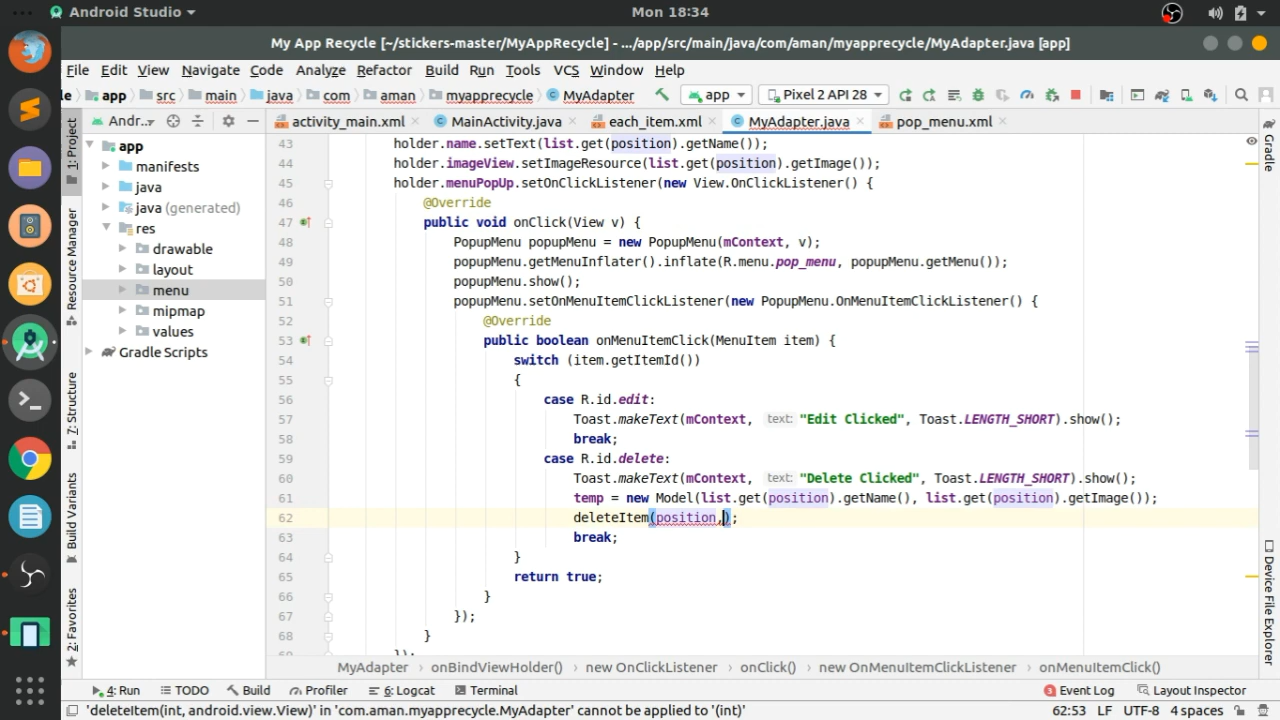 Android Studio
Mon 18:34
My App Recycle [~/stickers-master/MyAppRecycle] - .../app/src/main/java/com/aman/myapprecycle/MyAdapter.java [app]
File Edit View Navigate Code Analyze Refactor Build Run Tools VCS Window Help
le app src main java com aman myapprecycle MyAdapter app Pixel 2 API 28
Andr... activity_main.xml MainActivity.java each_item.xml MyAdapter.java pop_menu.xml
1: Project
Resource Manager
7: Structure
Build Variants
2: Favorites
app
manifests
java
java (generated)
res
drawable
layout
menu
mipmap
values
Gradle Scripts
43 holder.name.setText(list.get(position).getName());
44 holder.imageView.setImageResource(list.get(position).getImage());
45 holder.menuPopUp.setOnClickListener(new View.OnClickListener() {
46 @Override
47 public void onClick(View v) {
48 PopupMenu popupMenu = new PopupMenu(mContext, v);
49 popupMenu.getMenuInflater().inflate(R.menu.pop_menu, popupMenu.getMenu());
50 popupMenu.show();
51 popupMenu.setOnMenuItemClickListener(new PopupMenu.OnMenuItemClickListener() {
52 @Override
53 public boolean onMenuItemClick(MenuItem item) {
54 switch (item.getItemId())
55 {
56 case R.id.edit:
57 Toast.makeText(mContext, text: "Edit Clicked", Toast.LENGTH_SHORT).show();
58 break;
59 case R.id.delete:
60 Toast.makeText(mContext, text: "Delete Clicked", Toast.LENGTH_SHORT).show();
61 temp = new Model(list.get(position).getName(), list.get(position).getImage());
62 deleteItem(position,);
63 break;
64 }
65 return true;
66 }
67 });
68 }
});
Gradle
Device File Explorer
MyAdapter onBindViewHolder() new OnClickListener onClick() new OnMenuItemClickListener onMenuItemClick()
4: Run TODO Build Profiler 6: Logcat Terminal 3 Event Log Layout Inspector
'deleteItem(int, android.view.View)' in 'com.aman.myapprecycle.MyAdapter' cannot be applied to '(int)' 62:53 LF UTF-8 4 spaces